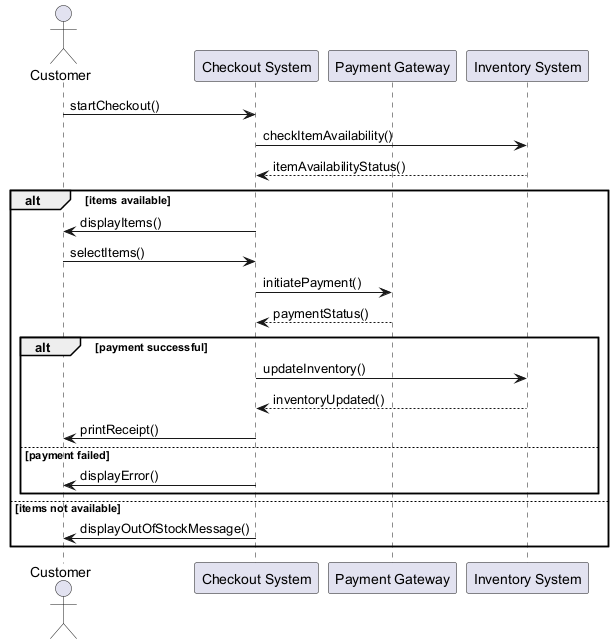 Customer
Checkout System Payment Gateway Inventory System
startCheckout()
checkItemAvailability()
itemAvailabilityStatus()
alt [items available]
displayItems()
selectItems()
initiatePayment()
paymentStatus()
alt [payment successful]
updateInventory()
inventoryUpdated()
printReceipt()
[payment failed]
displayError()
[items not available]
displayOutOfStockMessage()
Customer
Checkout System Payment Gateway Inventory System